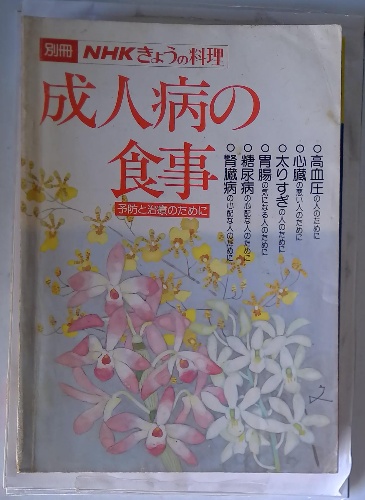 別冊 NHKきょうの料理
成人病の
食事
予防と治療のために
○高血圧の人のために
○心臓の悪い人のために
○太りすぎの人のために
○胃腸の気になる人のために
○糖尿病の心配な人のために
○腎臓病の心配な人のために